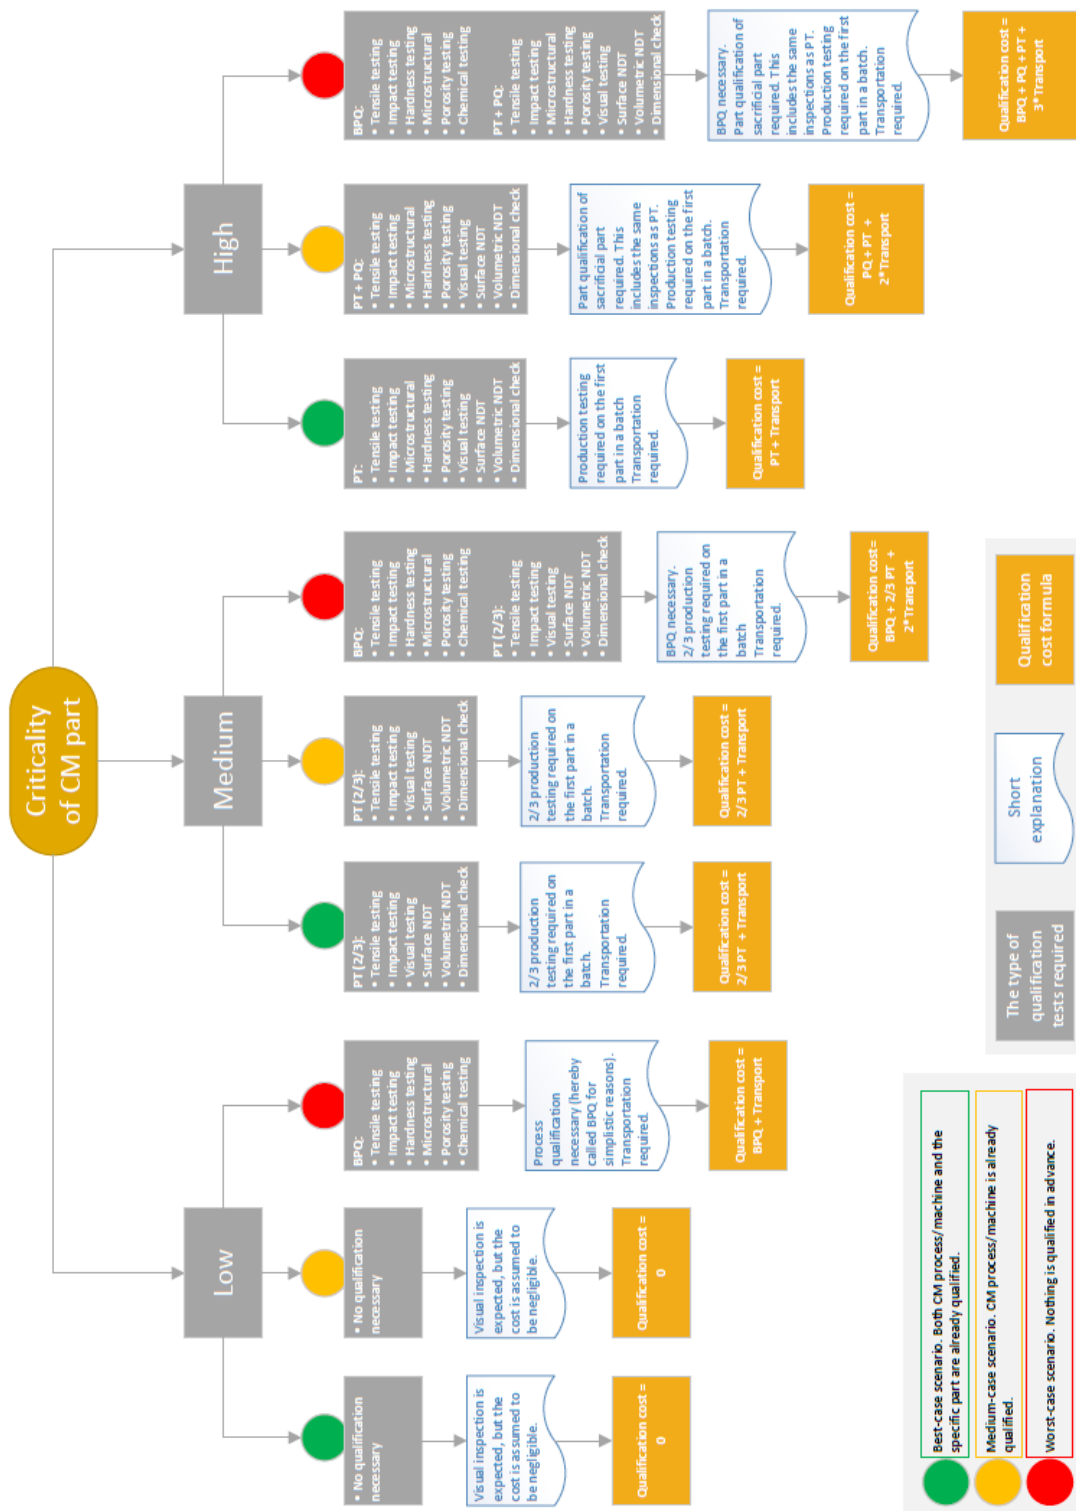 Criticality
of CM part
Low
Medium
High
• No qualification
necessary
Visual inspection is
expected, but the
cost is assumed to
be negligible.
Qualification cost =
0
• No qualification
necessary
Visual inspection is
expected, but the
cost is assumed to
be negligible.
Qualification cost =
0
BPQ:
• Tensile testing
• Impact testing
• Hardness testing
• Microstructural
• Porosity testing
• Chemical testing
Process
qualification
necessary (hereby
called BPQ for
simplistic reasons).
Transportation
required.
Qualification cost =
BPQ + Transport
PT (2/3):
• Tensile testing
• Impact testing
• Visual testing
• Surface NDT
• Volumetric NDT
• Dimensional check
2/3 production
testing required on
the first part in a
batch.
Transportation
required.
Qualification cost =
2/3 PT + Transport
PT (2/3):
• Tensile testing
• Impact testing
• Visual testing
• Surface NDT
• Volumetric NDT
• Dimensional check
2/3 production
testing required on
the first part in a
batch.
Transportation
required.
Qualification cost =
2/3 PT + Transport
BPQ:
• Tensile testing
• Impact testing
• Hardness testing
• Microstructural
• Porosity testing
• Chemical testing
PT (2/3):
• Tensile testing
• Impact testing
• Visual testing
• Surface NDT
• Volumetric NDT
• Dimensional check
BPQ necessary.
2/3 production
testing required on
the first part in a
batch
Transportation
required.
Qualification cost=
BPQ + 2/3 PT +
2*Transport
PT:
• Tensile testing
• Impact testing
• Microstructural
• Hardness testing
• Porosity testing
• Visual testing
• Surface NDT
• Volumetric NDT
• Dimensional check
Production testing
required on the first
part in a batch
Transportation
required.
Qualification cost=
PT + Transport
PT + PQ:
• Tensile testing
• Impact testing
• Microstructural
• Hardness testing
• Porosity testing
• Visual testing
• Surface NDT
• Volumetric NDT
• Dimensional check
Part qualification of
sacrificial part
required. This
includes the same
inspections as PT.
Production testing
required on the first
part in a batch.
Transportation
required.
Qualification cost=
PQ + PT +
2*Transport
BPQ:
• Tensile testing
• Impact testing
• Hardness testing
• Microstructural
• Porosity testing
• Chemical testing
PT + PQ:
• Tensile testing
• Impact testing
• Microstructural
• Hardness testing
• Porosity testing
• Visual testing
• Surface NDT
• Volumetric NDT
• Dimensional check
BPQ necessary.
Part qualification of
sacrificial part
required. This
includes the same
inspections as PT.
Production testing
required on the first
part in a batch.
Transportation
required.
Qualification cost=
BPQ + PQ + PT +
3*Transport
Best-case scenario. Both CM process/machine and the
specific part are already qualified.
Medium-case scenario. CM process/machine is already
qualified.
Worst-case scenario. Nothing is qualified in advance.
The type of
qualification
tests required
Short
explanation
Qualification
cost formula